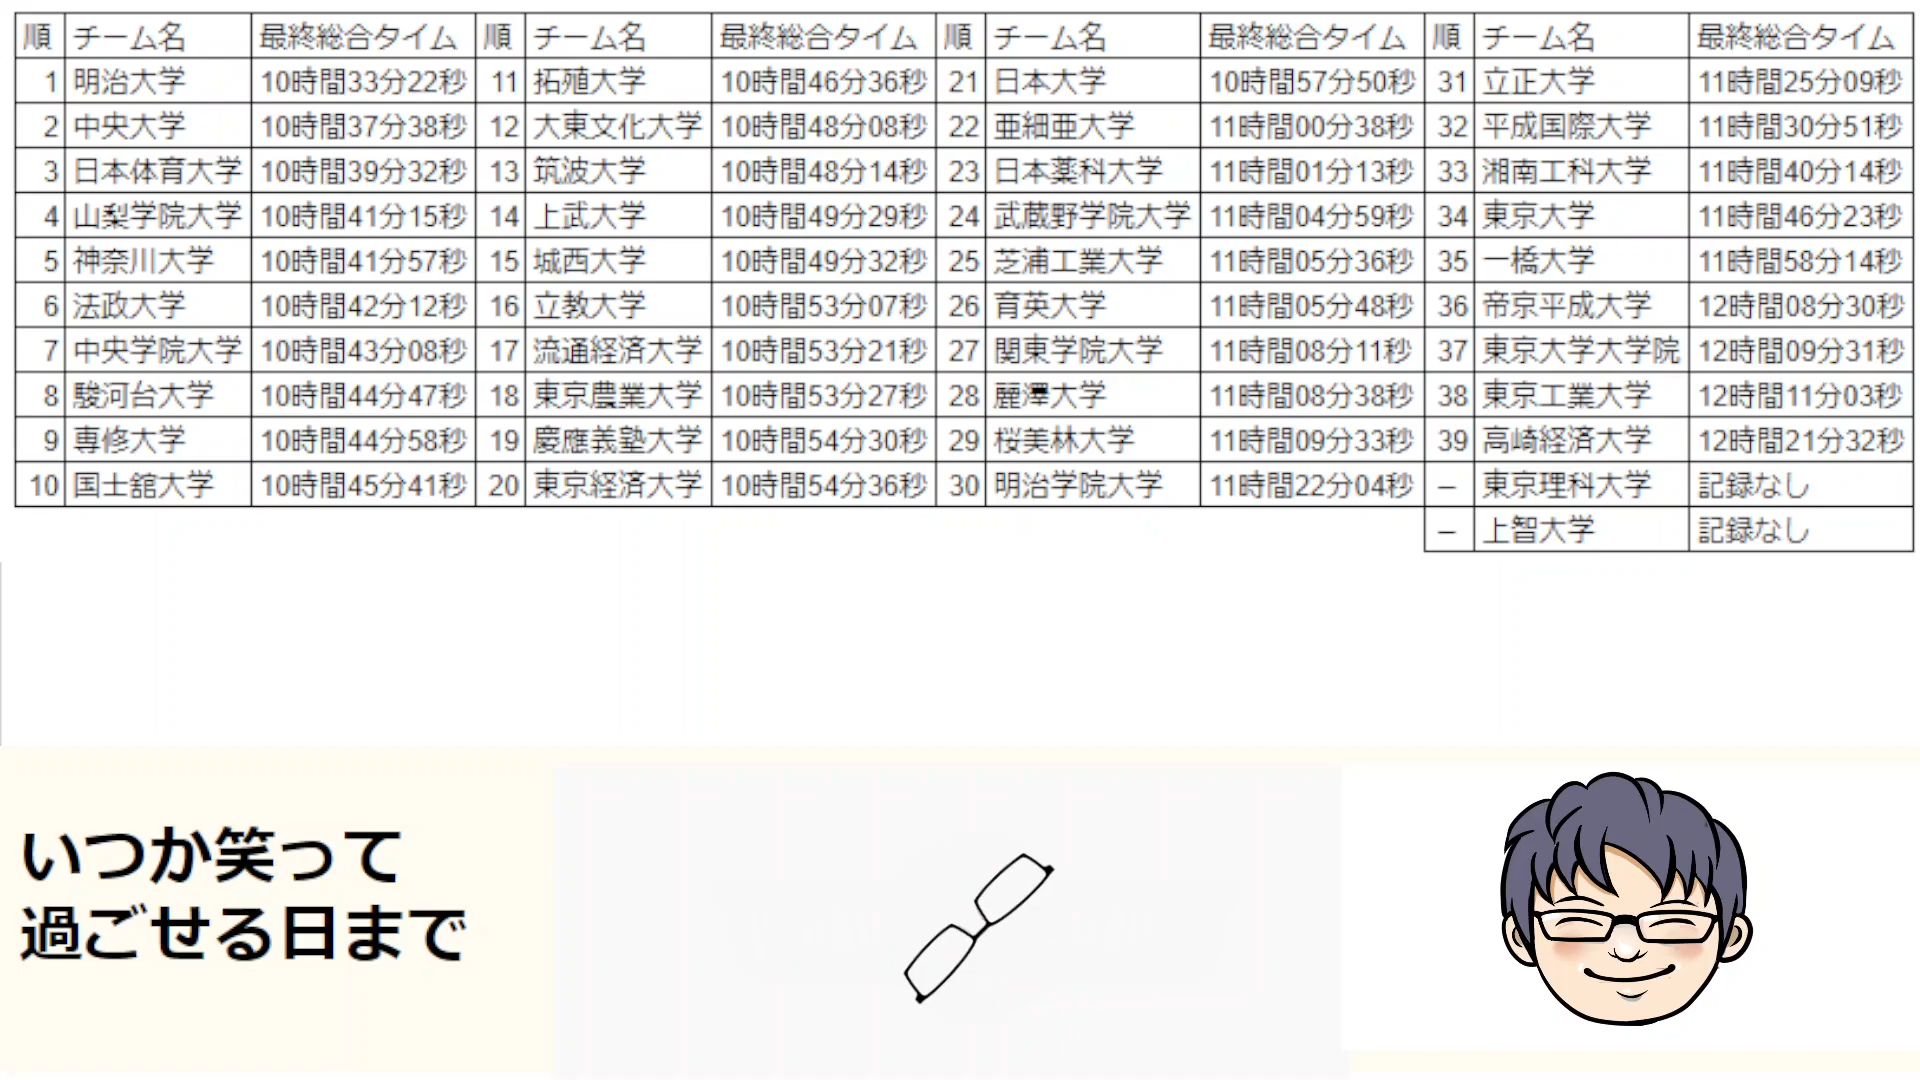 順 チーム名 最終総合タイム 順 チーム名 最終総合タイム 順 チーム名 最終総合タイム 順 チーム名 最終総合タイム
1 明治大学 10時間33分22秒 11 拓殖大学 10時間46分36秒 21 日本大学 10時間57分50秒 31 立正大学 11時間25分09秒
2 中央大学 10時間37分38秒 12 大東文化大学 10時間48分08秒 22 亜細亜大学 11時間00分38秒 32 平成国際大学 11時間30分51秒
3 日本体育大学 10時間39分32秒 13 筑波大学 10時間48分14秒 23 日本薬科大学 11時間01分13秒 33 湘南工科大学 11時間40分14秒
4 山梨学院大学 10時間41分15秒 14 上武大学 10時間49分29秒 24 武蔵野学院大学 11時間04分59秒 34 東京大学 11時間46分23秒
5 神奈川大学 10時間41分57秒 15 城西大学 10時間49分32秒 25 芝浦工業大学 11時間05分36秒 35 一橋大学 11時間58分14秒
6 法政大学 10時間42分12秒 16 立教大学 10時間53分07秒 26 育英大学 11時間05分48秒 36 帝京平成大学 12時間08分30秒
7 中央学院大学 10時間43分08秒 17 流通経済大学 10時間53分21秒 27 関東学院大学 11時間08分11秒 37 東京大学大学院 12時間09分31秒
8 駿河台大学 10時間44分47秒 18 東京農業大学 10時間53分27秒 28 麗澤大学 11時間08分38秒 38 東京工業大学 12時間11分03秒
9 専修大学 10時間44分58秒 19 慶應義塾大学 10時間54分30秒 29 桜美林大学 11時間09分33秒 39 高崎経済大学 12時間21分32秒
10 国士舘大学 10時間45分41秒 20 東京経済大学 10時間54分36秒 30 明治学院大学 11時間22分04秒 – 東京理科大学 記録なし
– 上智大学 記録なし
いつか笑って
過ごせる日まで